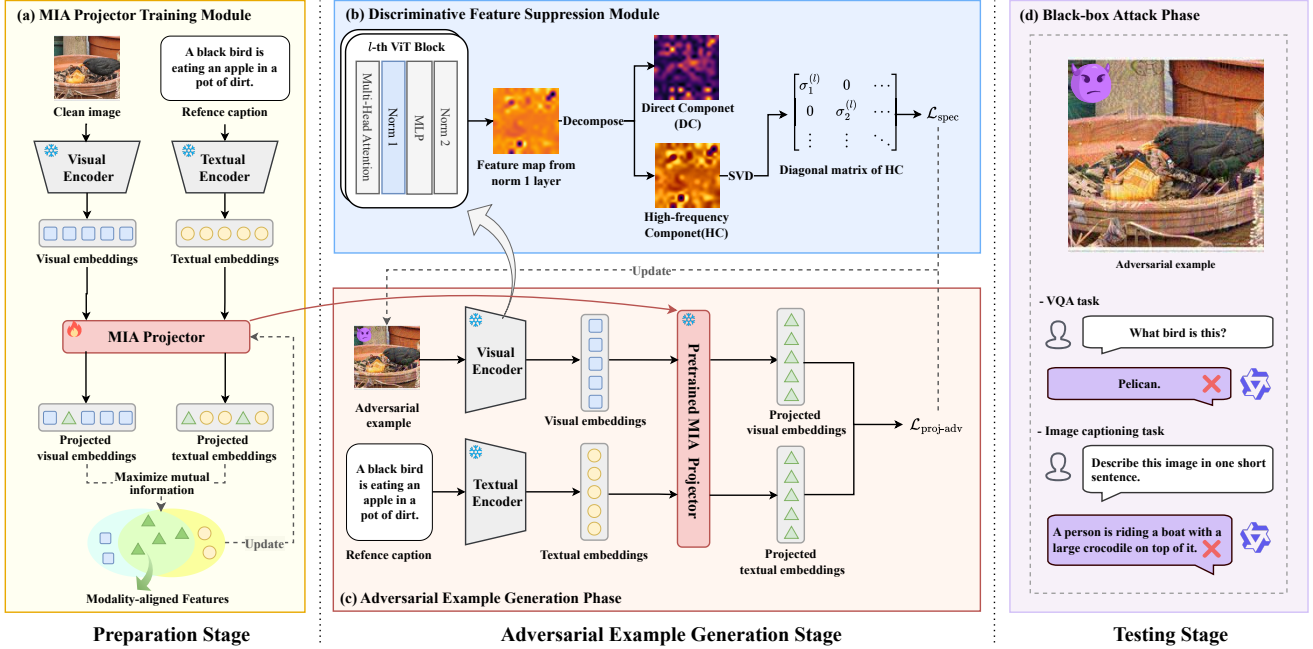 (a) MIA Projector Training Module
A black bird is
eating an apple in a
pot of dirt.
Clean image
Refence caption
Visual
Encoder
Textual
Encoder
Visual embeddings
Textual embeddings
MIA Projector
Projected
visual embeddings
Projected
textual embeddings
Maximize mutual
information
Update
Modality-aligned Features
Preparation Stage
(b) Discriminative Feature Suppression Module
l-th ViT Block
Multi-Head Attention
Norm 1
MLP
Norm 2
Feature map from
norm 1 layer
Decompose
Direct Componet
(DC)
High-frequency
Componet(HC)
SVD
σ₁⁽ˡ⁾ 0 ⋯
0 σ₂⁽ˡ⁾ ⋯
⋮ ⋮ ⋱
Diagonal matrix of HC
ℒspec
Update
Adversarial
example
Visual
Encoder
Visual embeddings
Pretrained MIA Projector
Projected
visual embeddings
ℒproj-adv
A black bird
is eating an
apple in a
pot of dirt.
Refence caption
Textual
Encoder
Textual embeddings
Projected
textual embeddings
(c) Adversarial Example Generation Phase
Adversarial Example Generation Stage
(d) Black-box Attack Phase
Adversarial example
- VQA task
What bird is this?
Pelican.
- Image captioning task
Describe this image in one short
sentence.
A person is riding a boat with a
large crocodile on top of it.
Testing Stage